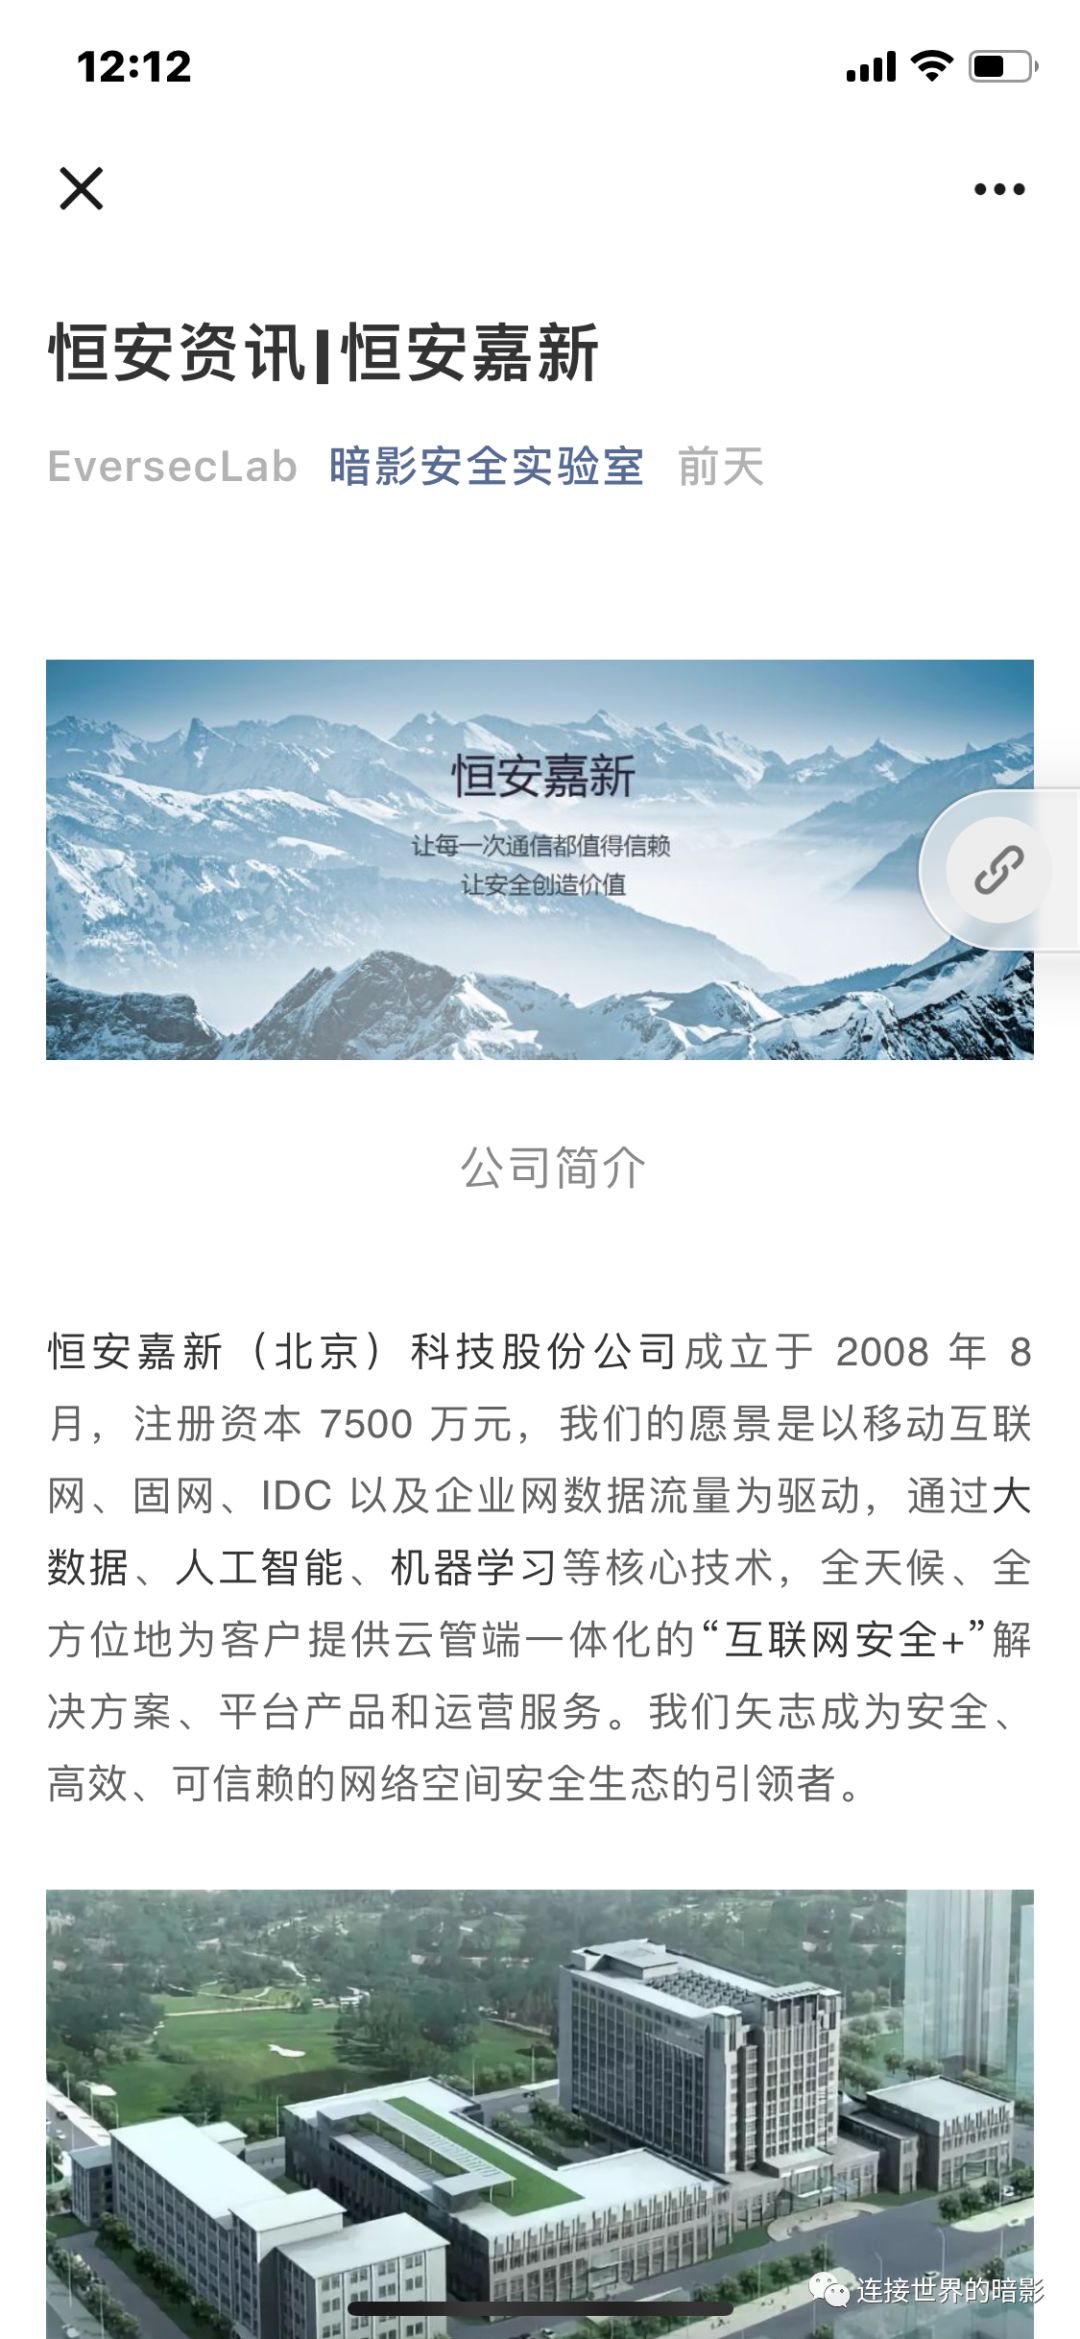 12:12
恒安资讯|恒安嘉新
EversecLab 暗影安全实验室 前天
恒安嘉新
让每一次通信都值得信赖
让安全创造价值
公司简介
恒安嘉新（北京）科技股份公司成立于 2008 年 8
月，注册资本 7500 万元，我们的愿景是以移动互联
网、固网、IDC 以及企业网数据流量为驱动，通过大
数据、人工智能、机器学习等核心技术，全天候、全
方位地为客户提供云管端一体化的“互联网安全+”解
决方案、平台产品和运营服务。我们矢志成为安全、
高效、可信赖的网络空间安全生态的引领者。
连接世界的暗影